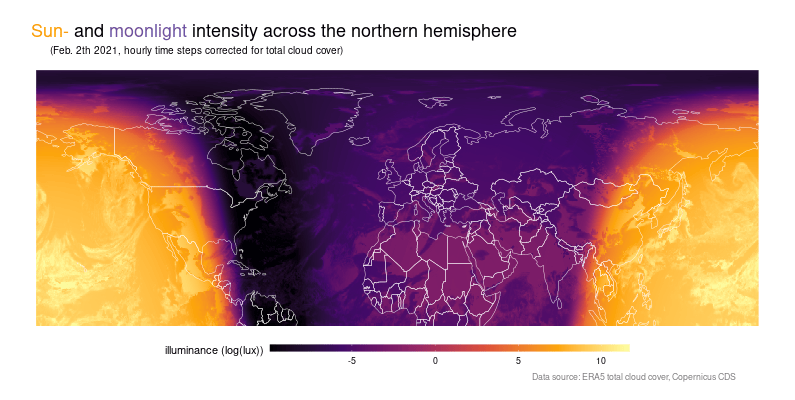 Sun- and moonlight intensity across the northern hemisphere
(Feb. 2th 2021, hourly time steps corrected for total cloud cover)
illuminance (log(lux))
-5 0 5 10
Data source: ERA5 total cloud cover, Copernicus CDS